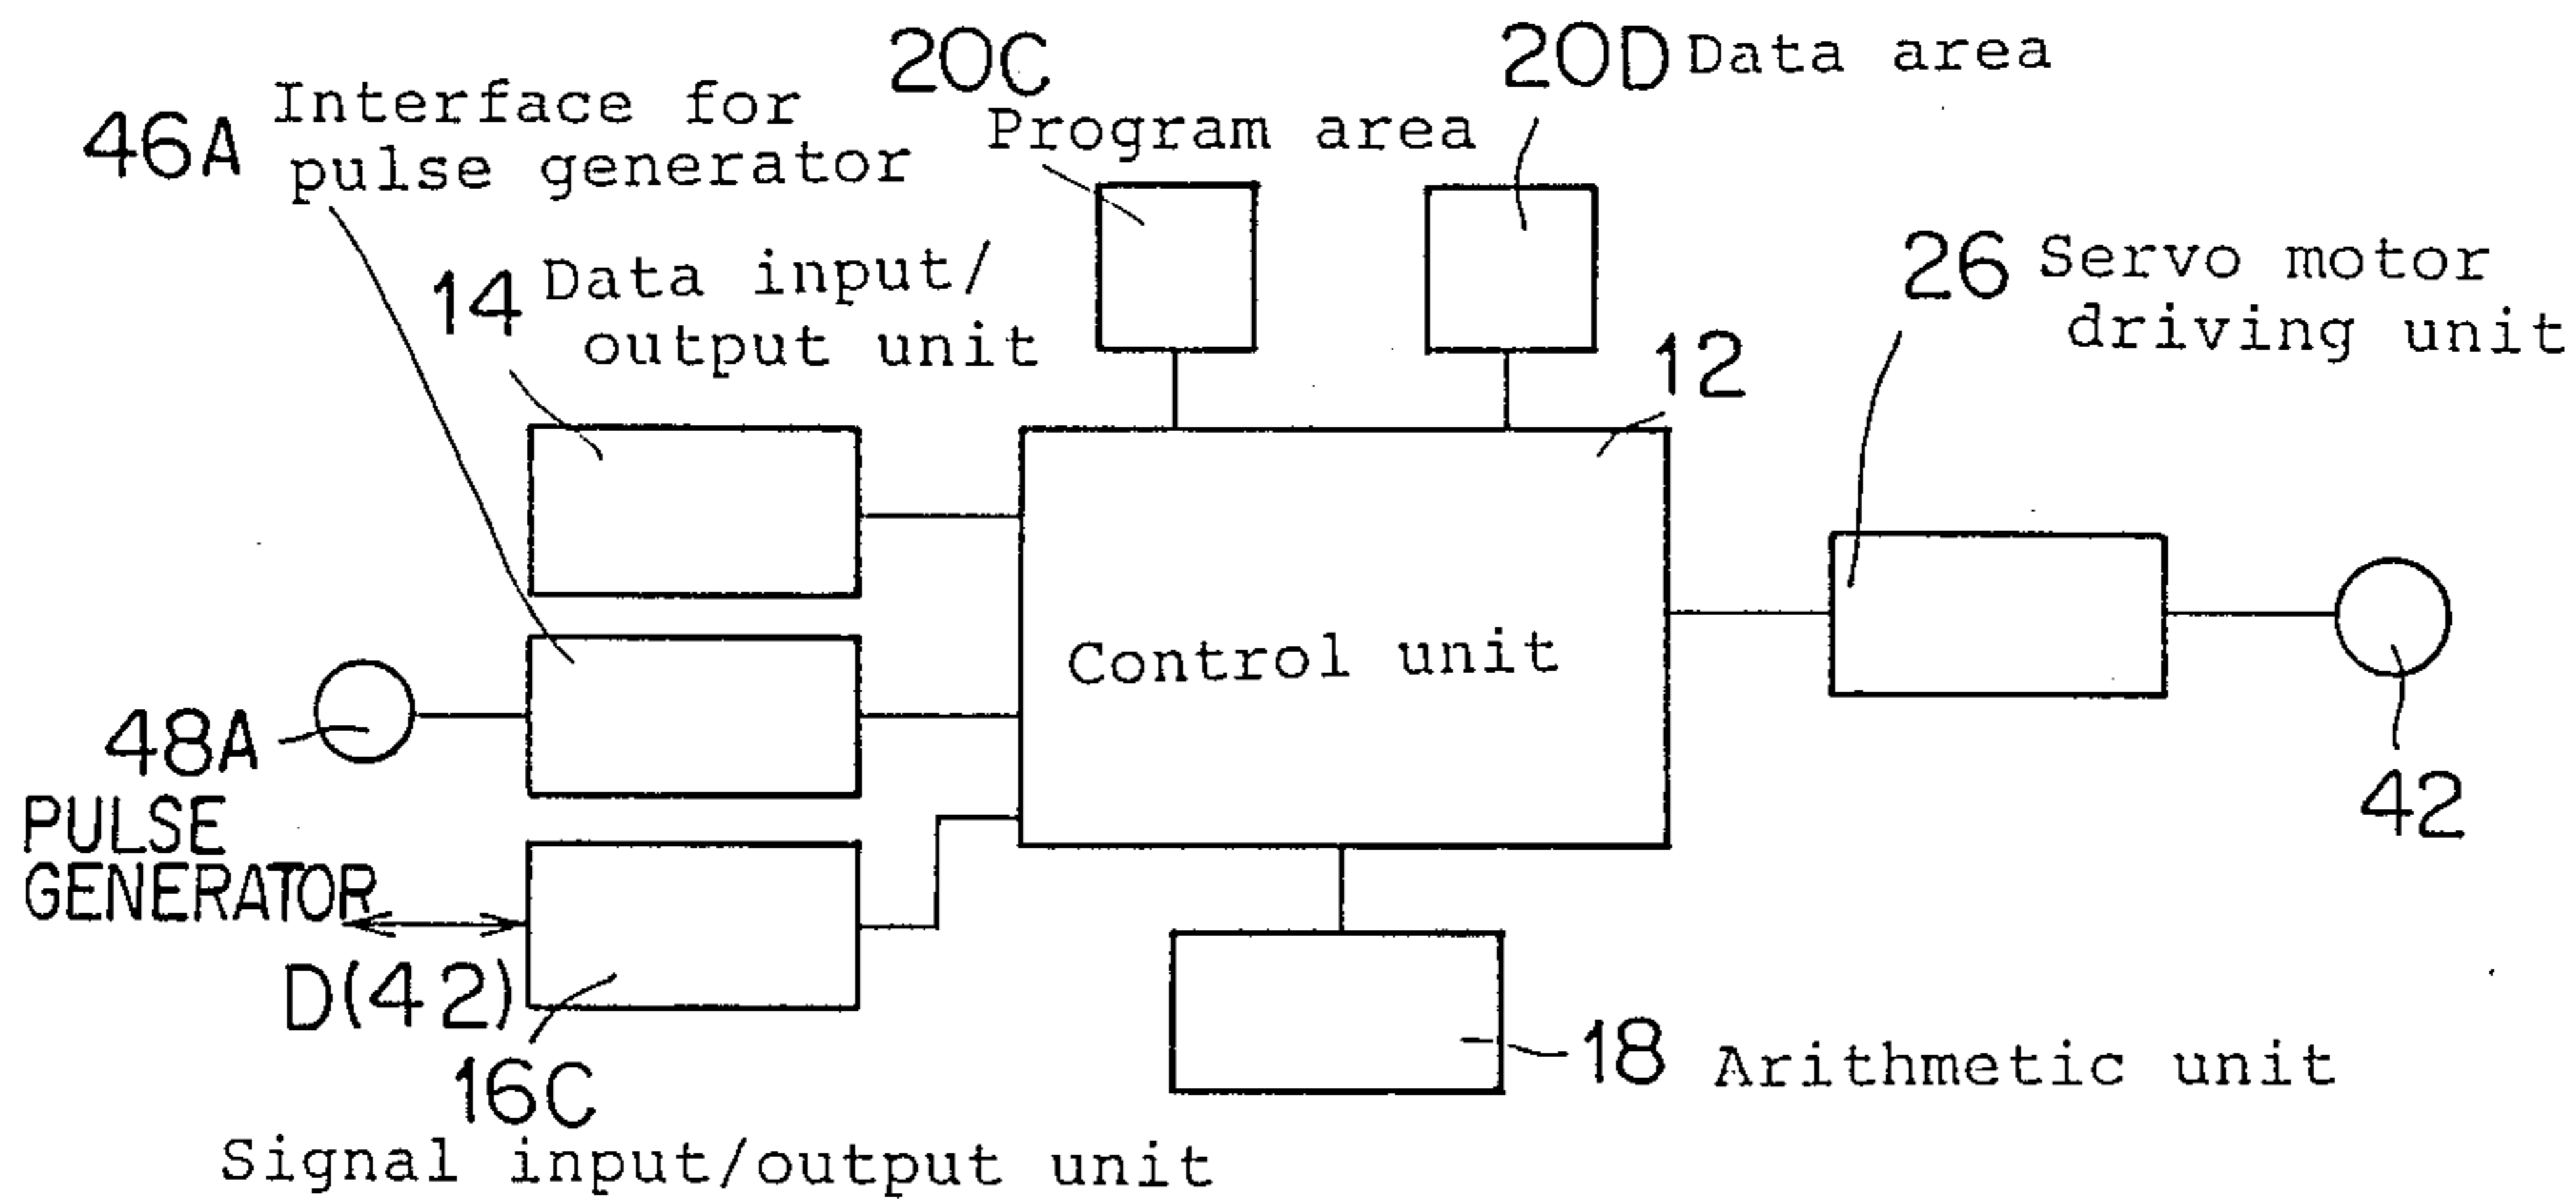 20C
Program area
20D Data area
46A Interface for
pulse generator
14 Data input/
output unit
26 Servo motor
driving unit
12
Control unit
48A
PULSE
GENERATOR
42
D(42)
16C
Signal input/output unit
18 Arithmetic unit